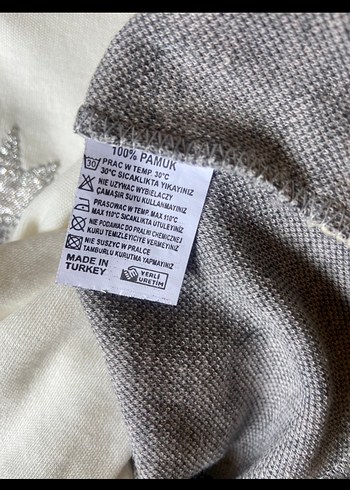 100% PAMUK
30
PRAC W TEMP 30°C
30°C SICAKLIKTA YIKAYINIZ
NIE UZYWAC WYBIELACZY
ÇAMAŞIR SUYU KULLANMAYINIZ
PRASOWAC W TEMP. MAX 110°C
MAX 110°C SICAKLIKTA ÜTÜLEYİNİZ
NIE PODAWAC DO PRALNI CHEMICZNEJ
KURU TEMİZLEYİCİYE VERMEYİNİZ
NIE SUSZYC W PRALCE
TAMBURLU KURUTMA YAPMAYINIZ
MADE IN
TURKEY
YERLİ
ÜRETİM